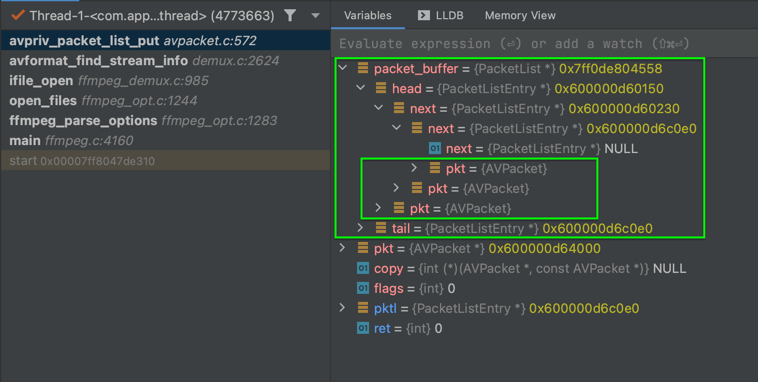 Thread-1-<com.app...thread> (4773663)
avpriv_packet_list_put avpacket.c:572
avformat_find_stream_info demux.c:2624
ifile_open ffmpeg_demux.c:985
open_files ffmpeg_opt.c:1244
ffmpeg_parse_options ffmpeg_opt.c:1283
main ffmpeg.c:4160
start 0x00007ff8047de310
Variables LLDB Memory View
Evaluate expression (⏎) or add a watch (⇧⌘⏎)
packet_buffer = {PacketList *} 0x7ff0de804558
head = {PacketListEntry *} 0x600000d60150
next = {PacketListEntry *} 0x600000d60230
next = {PacketListEntry *} 0x600000d6c0e0
01 next = {PacketListEntry *} NULL
pkt = {AVPacket}
pkt = {AVPacket}
pkt = {AVPacket}
tail = {PacketListEntry *} 0x600000d6c0e0
pkt = {AVPacket *} 0x600000d64000
01 copy = {int (*)(AVPacket *, const AVPacket *)} NULL
01 flags = {int} 0
pktl = {PacketListEntry *} 0x600000d6c0e0
01 ret = {int} 0